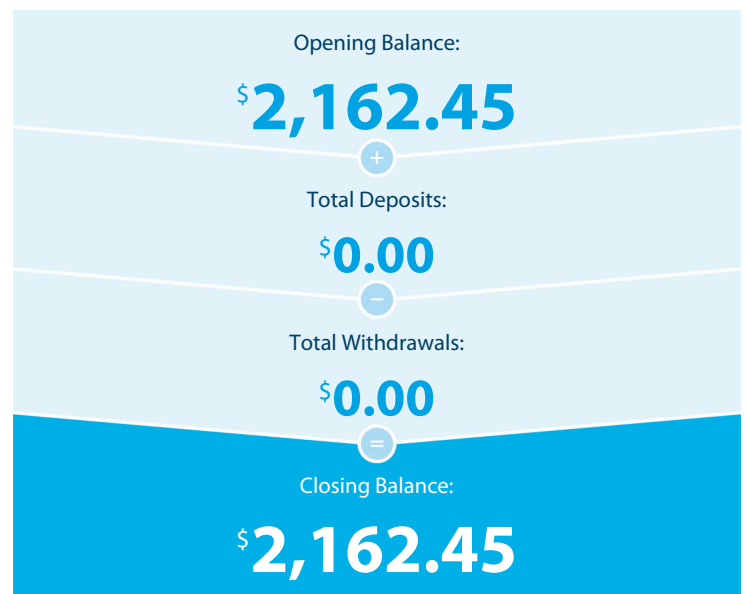 Opening Balance:
$2,162.45
+
Total Deposits:
$0.00
−
Total Withdrawals:
$0.00
=
Closing Balance:
$2,162.45